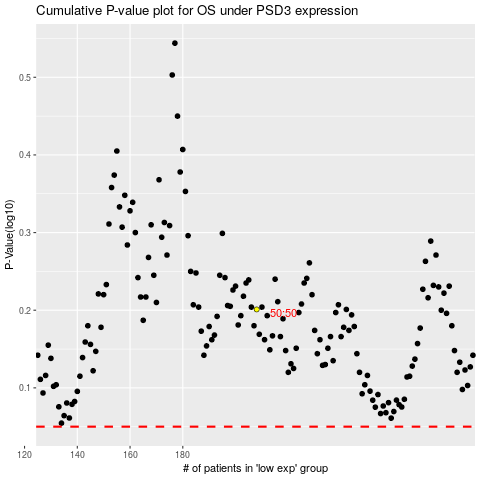 Cumulative P-value plot for OS under PSD3 expression
P-Value(log10)
0.5
0.4
0.3
0.2
0.1
50:50
120 140 160 180
# of patients in 'low exp' group